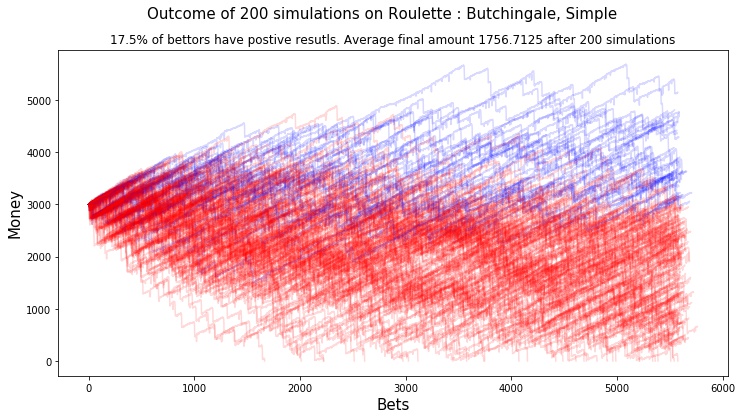 Outcome of 200 simulations on Roulette : Butchingale, Simple
17.5% of bettors have postive resutls. Average final amount 1756.7125 after 200 simulations
5000
4000
3000
2000
1000
0
Money
0 1000 2000 3000 4000 5000 6000
Bets